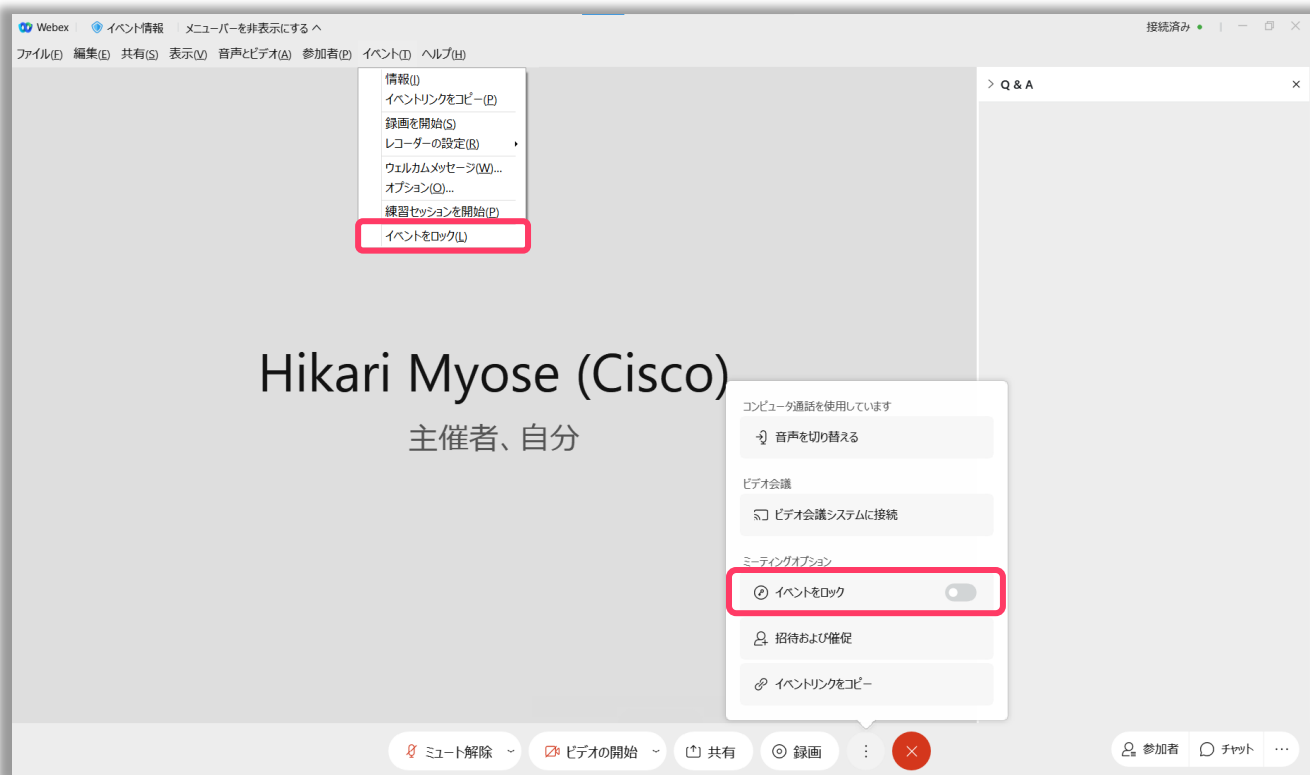 Webex イベント情報 メニューバーを非表示にする 接続済み
ファイル(F) 編集(E) 共有(S) 表示(V) 音声とビデオ(A) 参加者(P) イベント(T) ヘルプ(H)
情報(I)
イベントリンクをコピー(P)
録画を開始(S)
レコーダーの設定(R)
ウェルカムメッセージ(W)...
オプション(O)...
練習セッションを開始(P)
イベントをロック(L)
Q & A
Hikari Myose (Cisco)
主催者、自分
コンピュータ通話を使用しています
音声を切り替える
ビデオ会議
ビデオ会議システムに接続
ミーティングオプション
イベントをロック
招待および催促
イベントリンクをコピー
ミュート解除 ビデオの開始 共有 録画 参加者 チャット